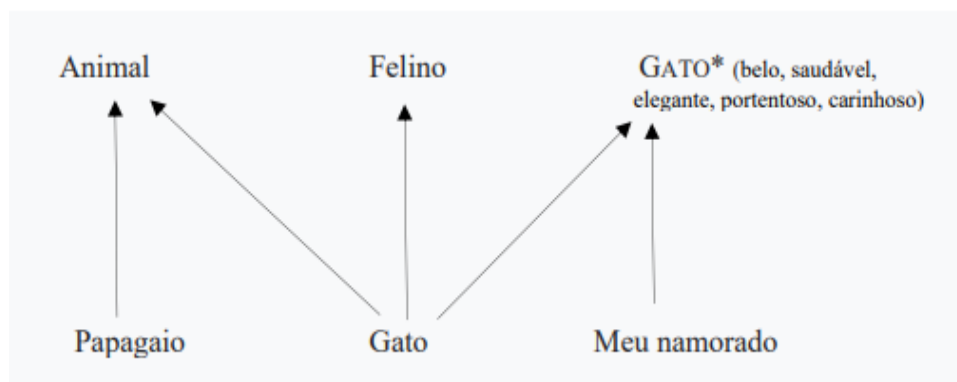 Animal
Felino
GATO* (belo, saudável,
elegante, portentoso, carinhoso)
Papagaio
Gato
Meu namorado